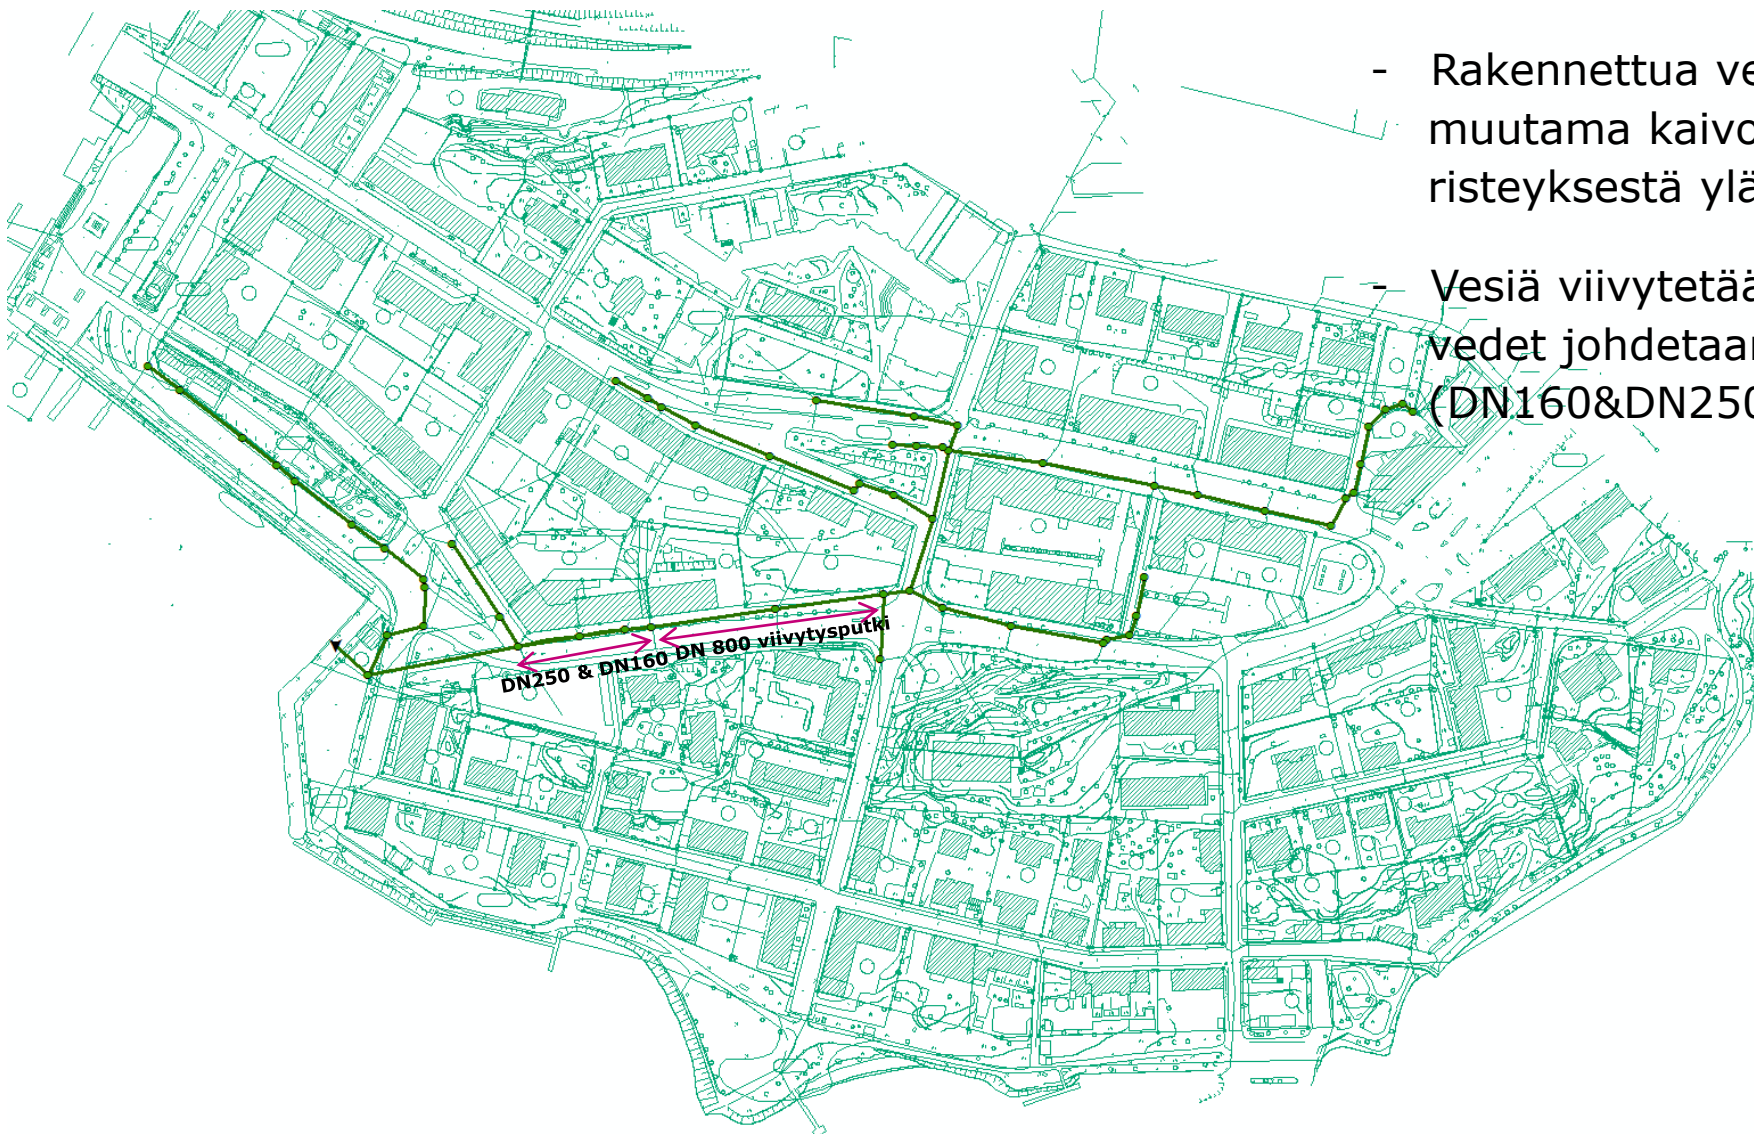 - Rakennettua ve
muutama kaivo
risteyksestä ylä
- Vesiä viivytetää
vedet johdetaan
(DN160&DN250
DN250 & DN160
DN 800 viivytysputki